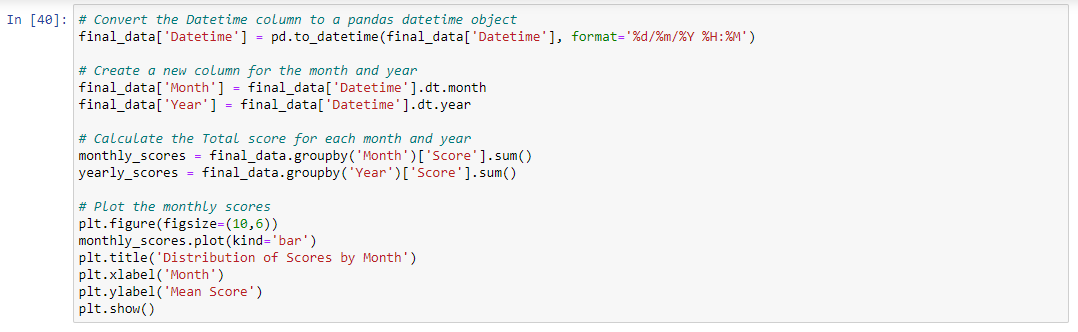 In [40]: # Convert the Datetime column to a pandas datetime object
final_data['Datetime'] = pd.to_datetime(final_data['Datetime'], format='%d/%m/%Y %H:%M')
# Create a new column for the month and year
final_data['Month'] = final_data['Datetime'].dt.month
final_data['Year'] = final_data['Datetime'].dt.year
# Calculate the Total score for each month and year
monthly_scores = final_data.groupby('Month')['Score'].sum()
yearly_scores = final_data.groupby('Year')['Score'].sum()
# Plot the monthly scores
plt.figure(figsize=(10,6))
monthly_scores.plot(kind='bar')
plt.title('Distribution of Scores by Month')
plt.xlabel('Month')
plt.ylabel('Mean Score')
plt.show()